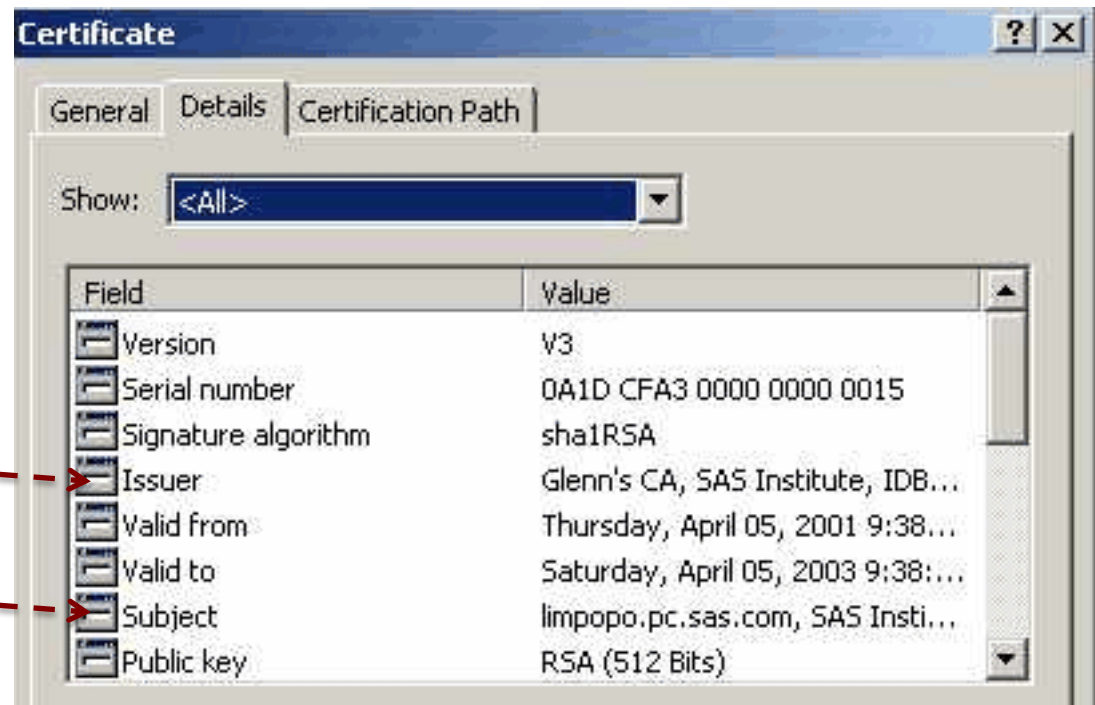 Certificate
General Details Certification Path
Show: <All>
Field Value
Version V3
Serial number 0A1D CFA3 0000 0000 0015
Signature algorithm sha1RSA
Issuer Glenn's CA, SAS Institute, IDB...
Valid from Thursday, April 05, 2001 9:38...
Valid to Saturday, April 05, 2003 9:38:...
Subject limpopo.pc.sas.com, SAS Insti...
Public key RSA (512 Bits)